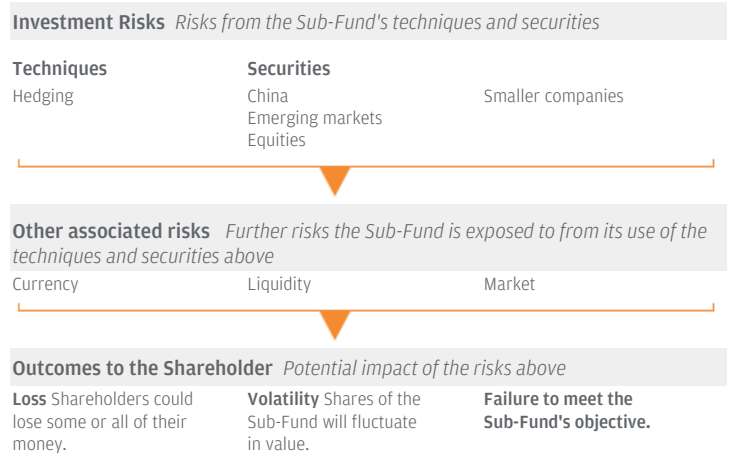 Investment Risks Risks from the Sub-Fund's techniques and securities
Techniques
Hedging
Securities
China
Emerging markets
Equities
Smaller companies
Other associated risks Further risks the Sub-Fund is exposed to from its use of the
techniques and securities above
Currency
Liquidity
Market
Outcomes to the Shareholder Potential impact of the risks above
Loss Shareholders could
lose some or all of their
money.
Volatility Shares of the
Sub-Fund will fluctuate
in value.
Failure to meet the
Sub-Fund's objective.